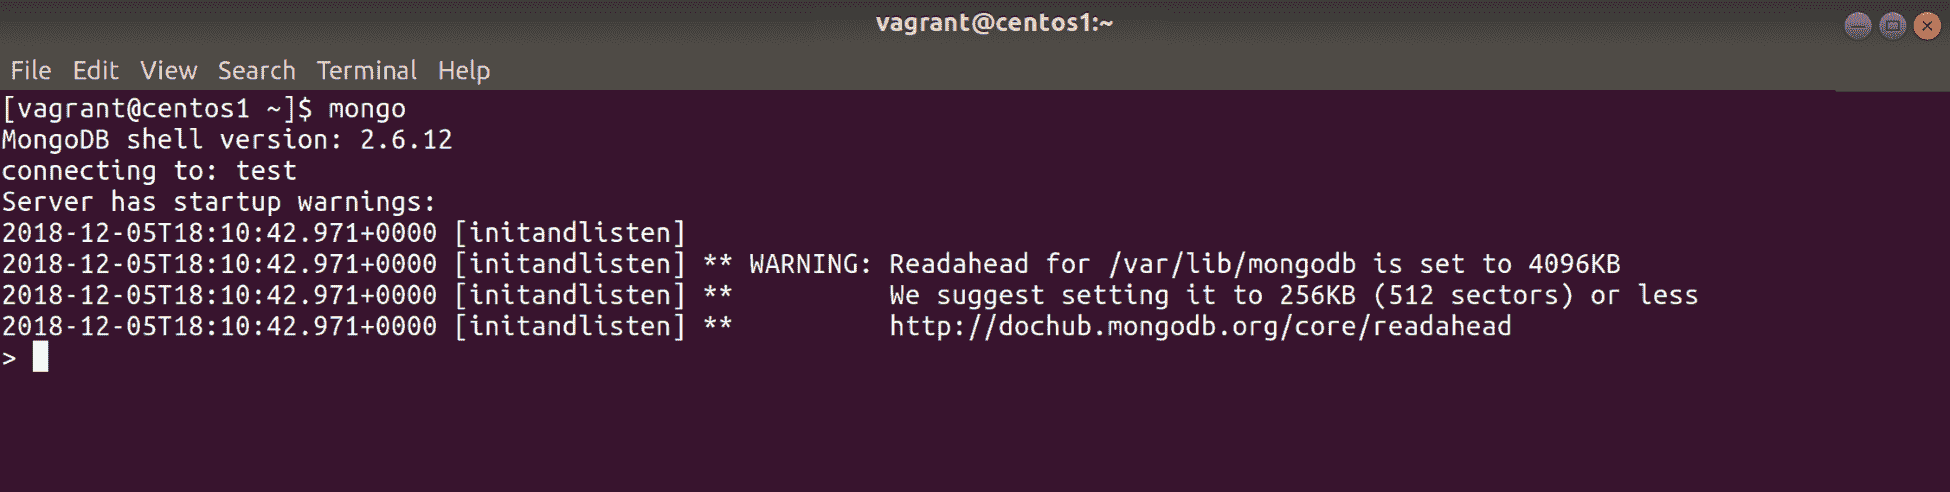 vagrant@centos1:~
File Edit View Search Terminal Help
[vagrant@centos1 ~]$ mongo
MongoDB shell version: 2.6.12
connecting to: test
Server has startup warnings:
2018-12-05T18:10:42.971+0000 [initandlisten]
2018-12-05T18:10:42.971+0000 [initandlisten] ** WARNING: Readahead for /var/lib/mongodb is set to 4096KB
2018-12-05T18:10:42.971+0000 [initandlisten] **          We suggest setting it to 256KB (512 sectors) or less
2018-12-05T18:10:42.971+0000 [initandlisten] **          http://dochub.mongodb.org/core/readahead
>